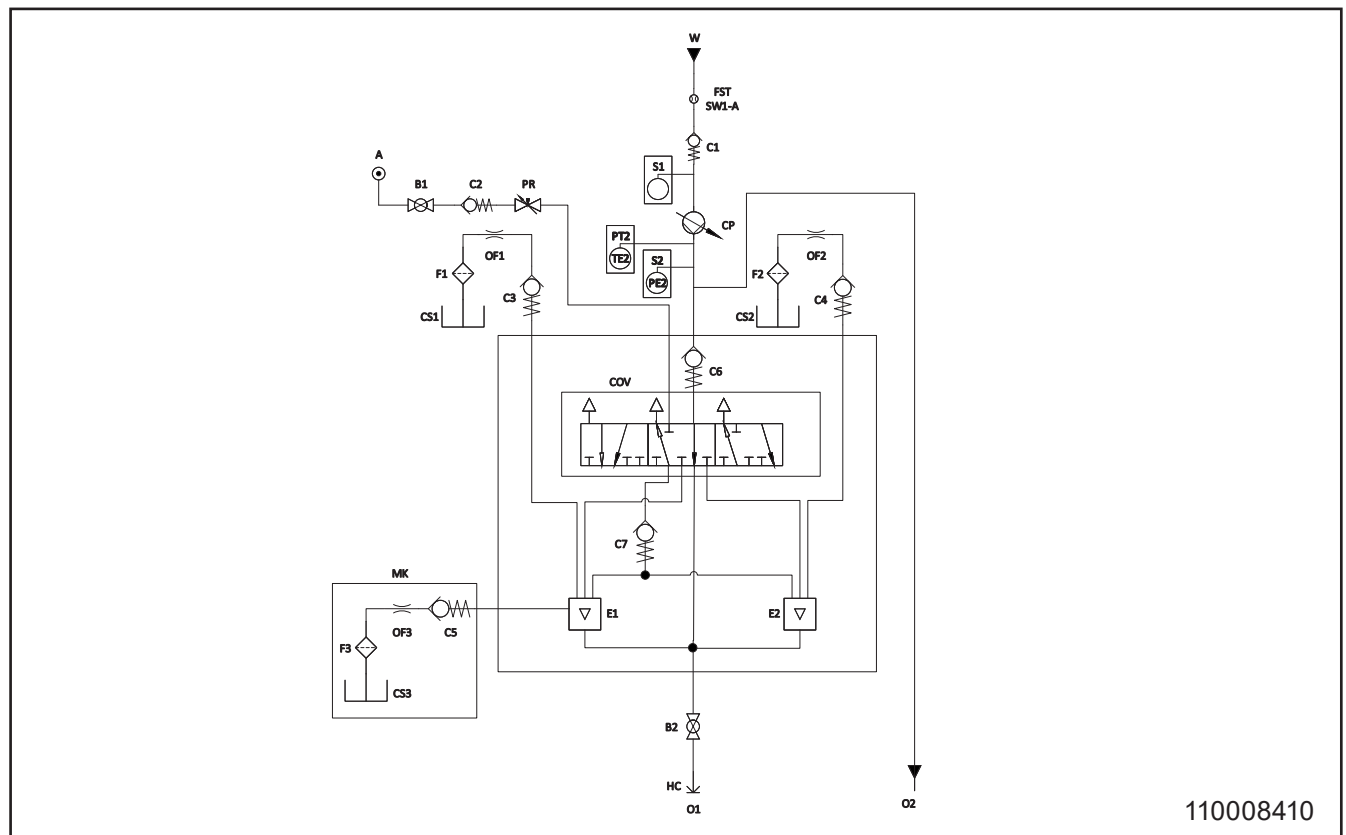 W
FST
SW1-A
C1
A
S1
B1
C2
PR
CP
PT2
TE2
S2
PE2
OF1
OF2
F1
F2
C3
C4
CS1
CS2
C6
COV
C7
MK
E1
E2
OF3
C5
F3
CS3
B2
HC
O1
O2
110008410